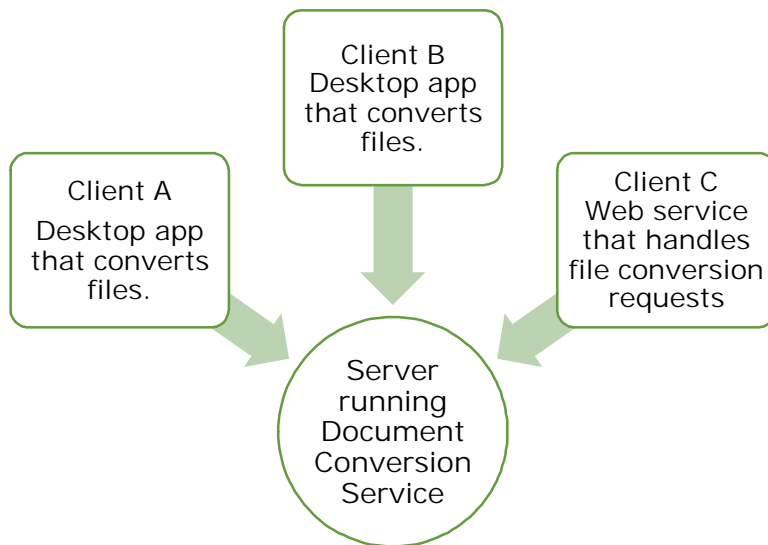 Client A
Desktop app
that converts
files.
Client B
Desktop app
that converts
files.
Client C
Web service
that handles
file conversion
requests
Server
running
Document
Conversion
Service